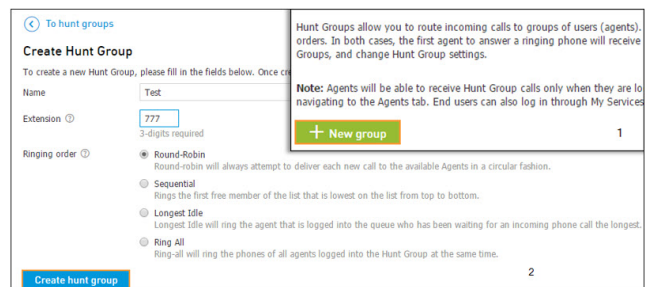 To hunt groups
Create Hunt Group
To create a new Hunt Group, please fill in the fields below. Once cre
Name
Test
Extension
777
3-digits required
Ringing order
Round-Robin
Round-robin will always attempt to deliver each new call to the available Agents in a circular fashion.
Sequential
Rings the first free member of the list that is lowest on the list from top to bottom.
Longest Idle
Longest Idle will ring the agent that is logged into the queue who has been waiting for an incoming phone call the longest.
Ring All
Ring-all will ring the phones of all agents logged into the Hunt Group at the same time.
Create hunt group
2
Hunt Groups allow you to route incoming calls to groups of users (agents).
orders. In both cases, the first agent to answer a ringing phone will receive
Groups, and change Hunt Group settings.
Note: Agents will be able to receive Hunt Group calls only when they are lo
navigating to the Agents tab. End users can also log in through My Services
+ New group
1